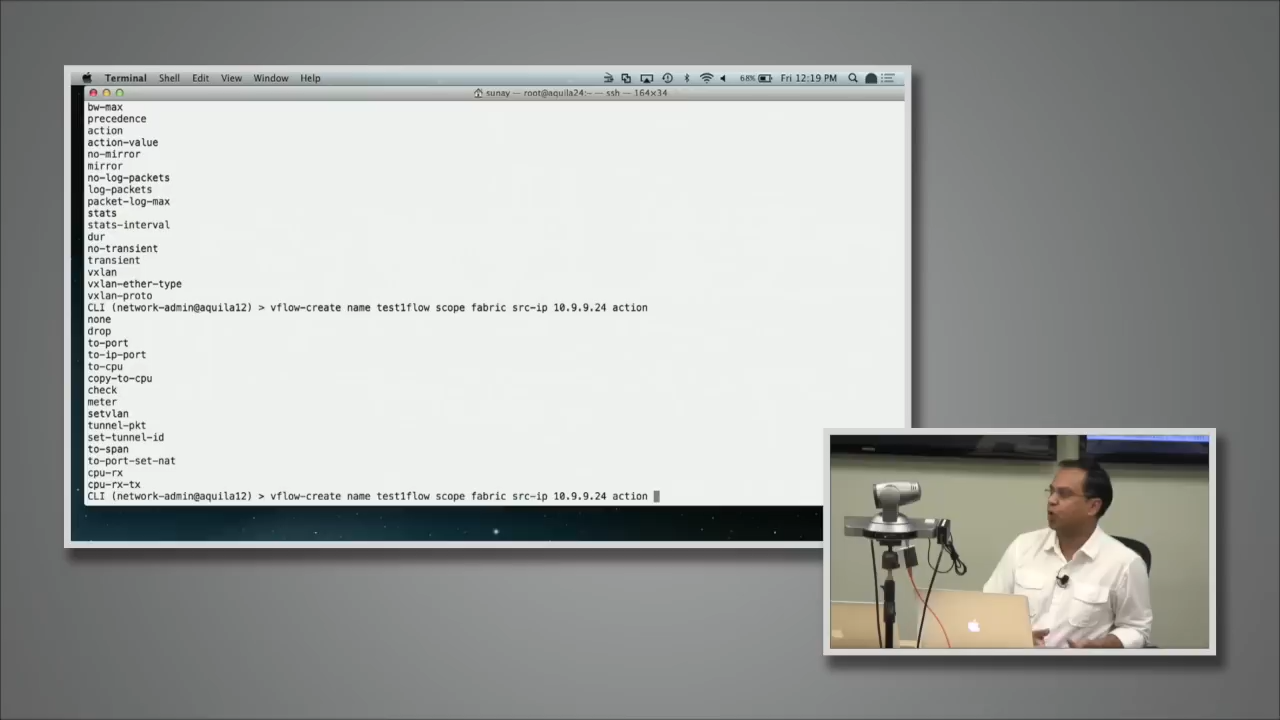 Terminal Shell Edit View Window Help 68% Fri 12:19 PM
sunay — root@aquila24:~ — ssh — 164×34
bw-max
precedence
action
action-value
no-mirror
mirror
no-log-packets
log-packets
packet-log-max
stats
stats-interval
dur
no-transient
transient
vxlan
vxlan-ether-type
vxlan-proto
CLI (network-admin@aquila12) > vflow-create name test1flow scope fabric src-ip 10.9.9.24 action
none
drop
to-port
to-ip-port
to-cpu
copy-to-cpu
check
meter
setvlan
tunnel-pkt
set-tunnel-id
to-span
to-port-set-nat
cpu-rx
cpu-rx-tx
CLI (network-admin@aquila12) > vflow-create name test1flow scope fabric src-ip 10.9.9.24 action